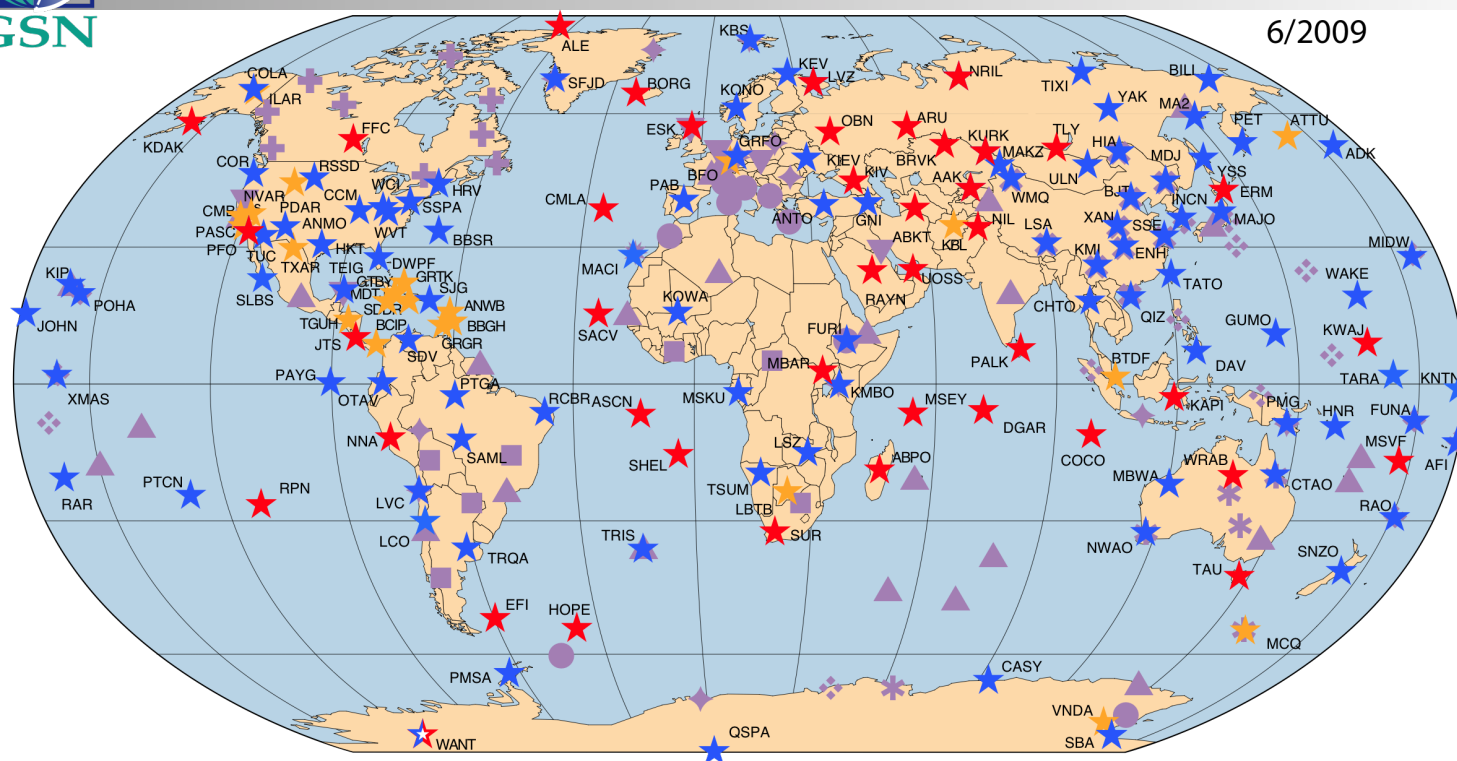 GSN
6/2009
ALE
KBS
COLA
ILAR
SFJD
BORG
KEV
LVZ
NRIL
TIXI
BILI
KONO
YAK
MA2
KDAK
FFC
ESK
GRFO
OBN
ARU
KURK
TLY
HIA
PET
ATTU
ADK
COR
RSSD
WCI
HRV
BFO
KIEV
BRVK
MAKZ
ULN
MDJ
YSS
NVAR
PDAR
CCM
SSPA
PAB
KIV
AAK
WMQ
BJT
INCN
ERM
CMB
ANMO
WVT
BBSR
CMLA
ANTO
GNI
ABKT
KBL
NIL
LSA
XAN
SSE
MAJO
PASC
PFO
TUC
TXAR
HKT
DWPF
MACI
RAYN
UOSS
KMI
ENH
TATO
MIDW
WAKE
KIP
POHA
SLBS
TEIG
GTBY
GRTK
SJG
MDT
SDDR
ANWB
KOWA
CHTO
QIZ
GUMO
KWAJ
JOHN
TGUH
BCIP
BBGH
GRGR
JTS
SDV
SACV
FURI
PALK
BTDF
DAV
TARA
KNTN
XMAS
PAYG
OTAV
PTGA
RCBR
ASCN
MSKU
MBAR
KMBO
MSEY
DGAR
KAPI
PMG
HNR
FUNA
NNA
SAML
SHEL
LSZ
ABPO
COCO
MBWA
WRAB
CTAO
MSVF
AFI
RAR
PTCN
RPN
LVC
TSUM
LBTB
RAO
LCO
TRQA
TRIS
SUR
NWAO
TAU
SNZO
EFI
HOPE
MCQ
PMSA
CASY
VNDA
SBA
WANT
QSPA